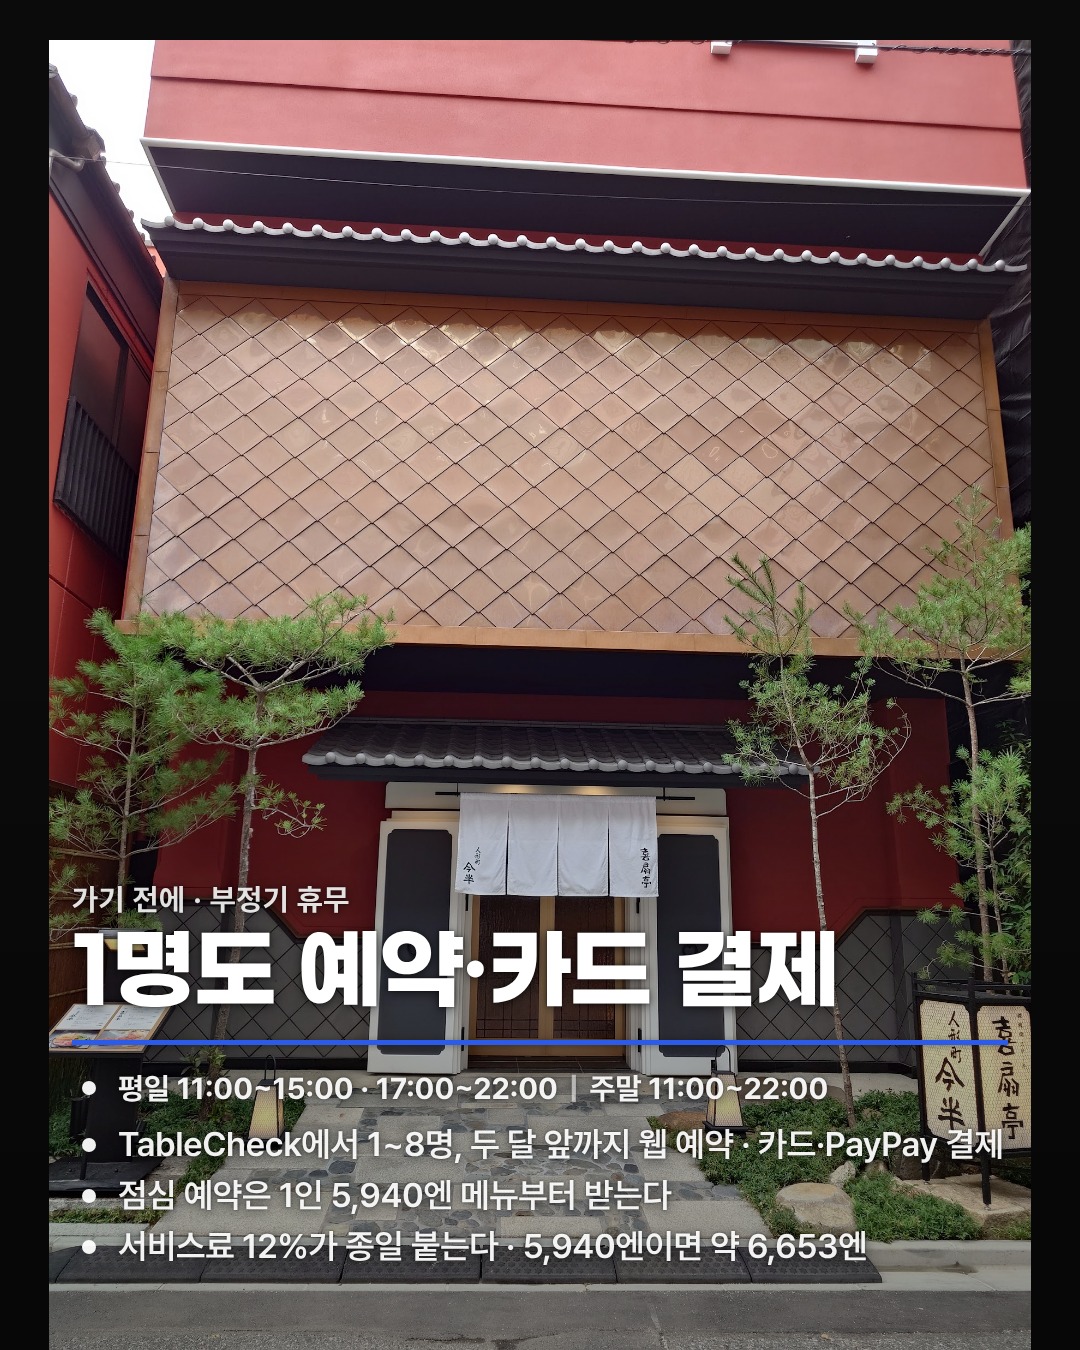 人形町
今半
喜扇亭
가기 전에 · 부정기 휴무
1명도 예약·카드 결제
人形町
今半
喜扇亭
평일 11:00~15:00 · 17:00~22:00 | 주말 11:00~22:00
TableCheck에서 1~8명, 두 달 앞까지 웹 예약 · 카드·PayPay 결제
점심 예약은 1인 5,940엔 메뉴부터 받는다
서비스료 12%가 종일 붙는다 · 5,940엔이면 약 6,653엔